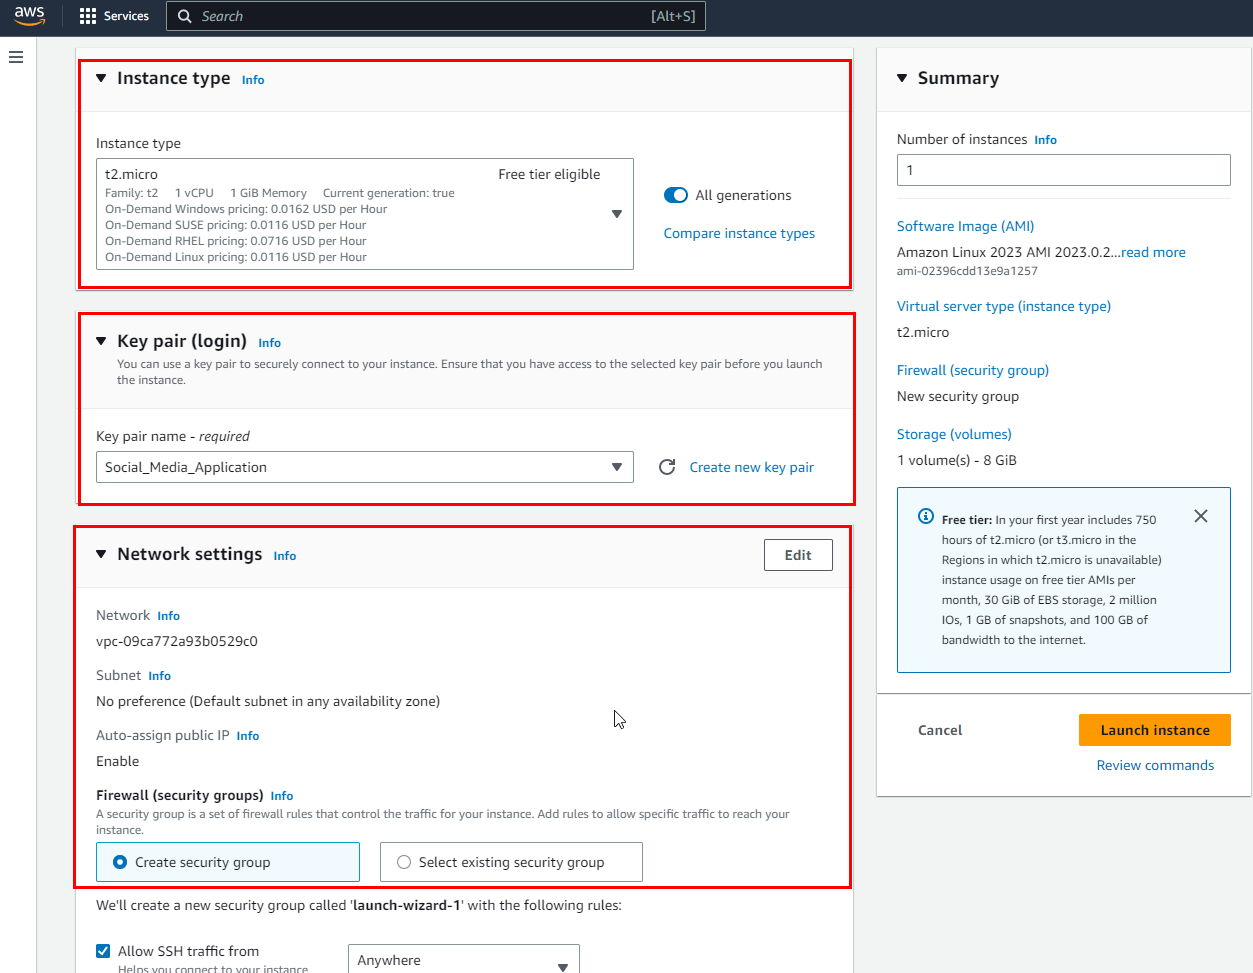 aws
Services
Search [Alt+S]
Instance type Info
Instance type
t2.micro Free tier eligible
Family: t2 1 vCPU 1 GiB Memory Current generation: true
On-Demand Windows pricing: 0.0162 USD per Hour
On-Demand SUSE pricing: 0.0116 USD per Hour
On-Demand RHEL pricing: 0.0716 USD per Hour
On-Demand Linux pricing: 0.0116 USD per Hour
All generations
Compare instance types
Key pair (login) Info
You can use a key pair to securely connect to your instance. Ensure that you have access to the selected key pair before you launch
the instance.
Key pair name - required
Social_Media_Application
Create new key pair
Network settings Info
Edit
Network Info
vpc-09ca772a93b0529c0
Subnet Info
No preference (Default subnet in any availability zone)
Auto-assign public IP Info
Enable
Firewall (security groups) Info
A security group is a set of firewall rules that control the traffic for your instance. Add rules to allow specific traffic to reach your
instance.
Create security group
Select existing security group
We'll create a new security group called 'launch-wizard-1' with the following rules:
Allow SSH traffic from
Helps you connect to your instance
Anywhere
Summary
Number of instances Info
1
Software Image (AMI)
Amazon Linux 2023 AMI 2023.0.2...read more
ami-02396cdd13e9a1257
Virtual server type (instance type)
t2.micro
Firewall (security group)
New security group
Storage (volumes)
1 volume(s) - 8 GiB
Free tier: In your first year includes 750
hours of t2.micro (or t3.micro in the
Regions in which t2.micro is unavailable)
instance usage on free tier AMIs per
month, 30 GiB of EBS storage, 2 million
IOs, 1 GB of snapshots, and 100 GB of
bandwidth to the internet.
Cancel
Launch instance
Review commands